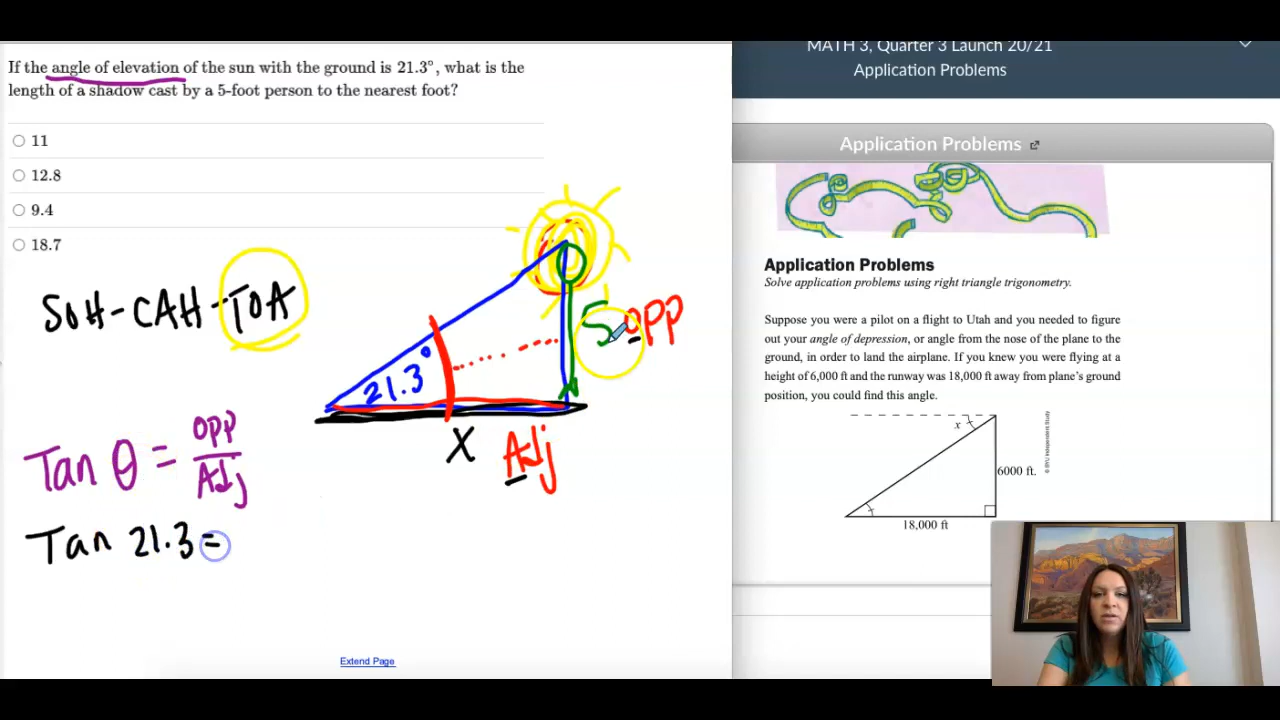 If the angle of elevation of the sun with the ground is 21.3°, what is the
length of a shadow cast by a 5-foot person to the nearest foot?
11
12.8
9.4
18.7
SOH-CAH-TOA
21.3°
5 opp
X Adj
Tan θ = opp
Adj
Tan 21.3 =
Extend Page
MATH 3, Quarter 3 Launch 20/21
Application Problems
Application Problems
Application Problems
Solve application problems using right triangle trigonometry.
Suppose you were a pilot on a flight to Utah and you needed to figure
out your angle of depression, or angle from the nose of the plane to the
ground, in order to land the airplane. If you knew you were flying at a
height of 6,000 ft and the runway was 18,000 ft away from plane's ground
position, you could find this angle.
x
6000 ft.
18,000 ft
© BYU Independent Study